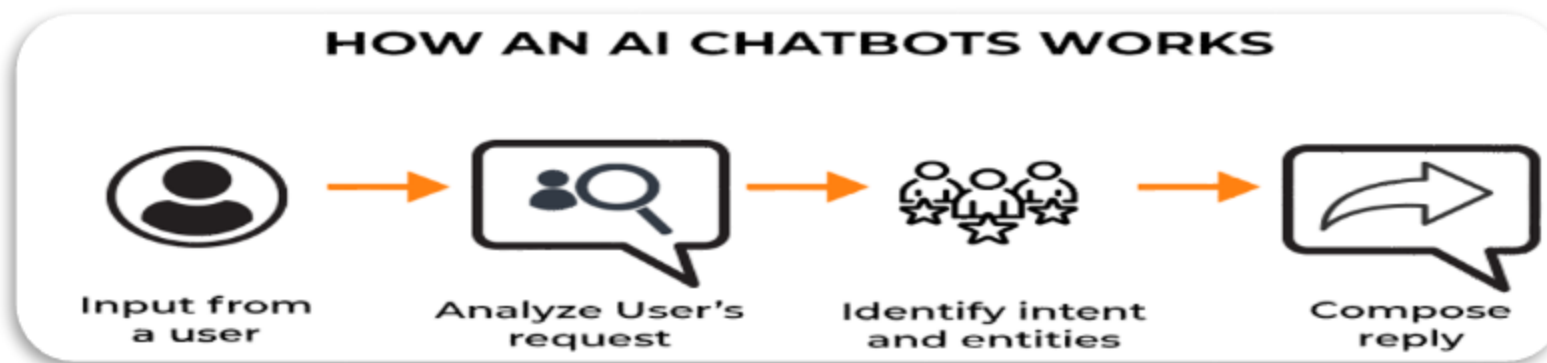 HOW AN AI CHATBOTS WORKS
Input from
a user
Analyze User's
request
Identify intent
and entities
Compose
reply